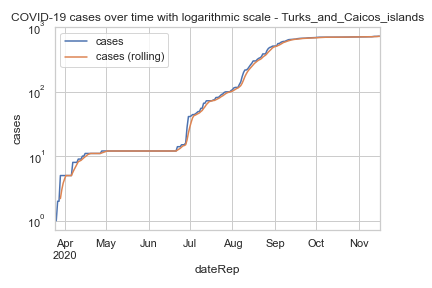 COVID-19 cases over time with logarithmic scale - Turks_and_Caicos_islands
cases
cases (rolling)
10³
10²
10¹
10⁰
cases
Apr May Jun Jul Aug Sep Oct Nov
2020
dateRep